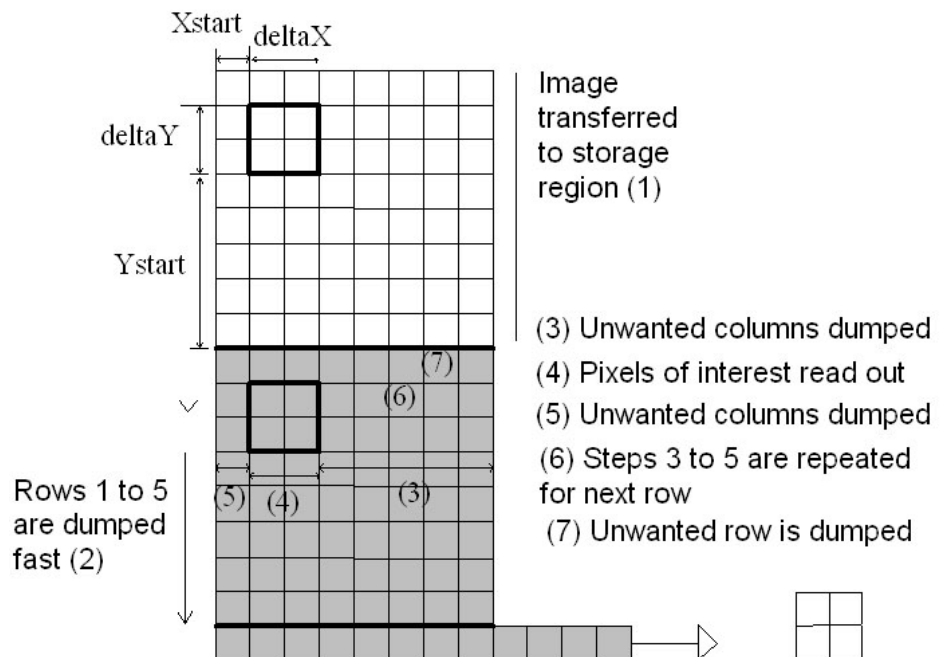 Xstart
deltaX
deltaY
Ystart
Image
transferred
to storage
region (1)
(3) Unwanted columns dumped
(4) Pixels of interest read out
(5) Unwanted columns dumped
(6) Steps 3 to 5 are repeated
for next row
(7) Unwanted row is dumped
(7)
(6)
(5)
(4)
(3)
Rows 1 to 5
are dumped
fast (2)